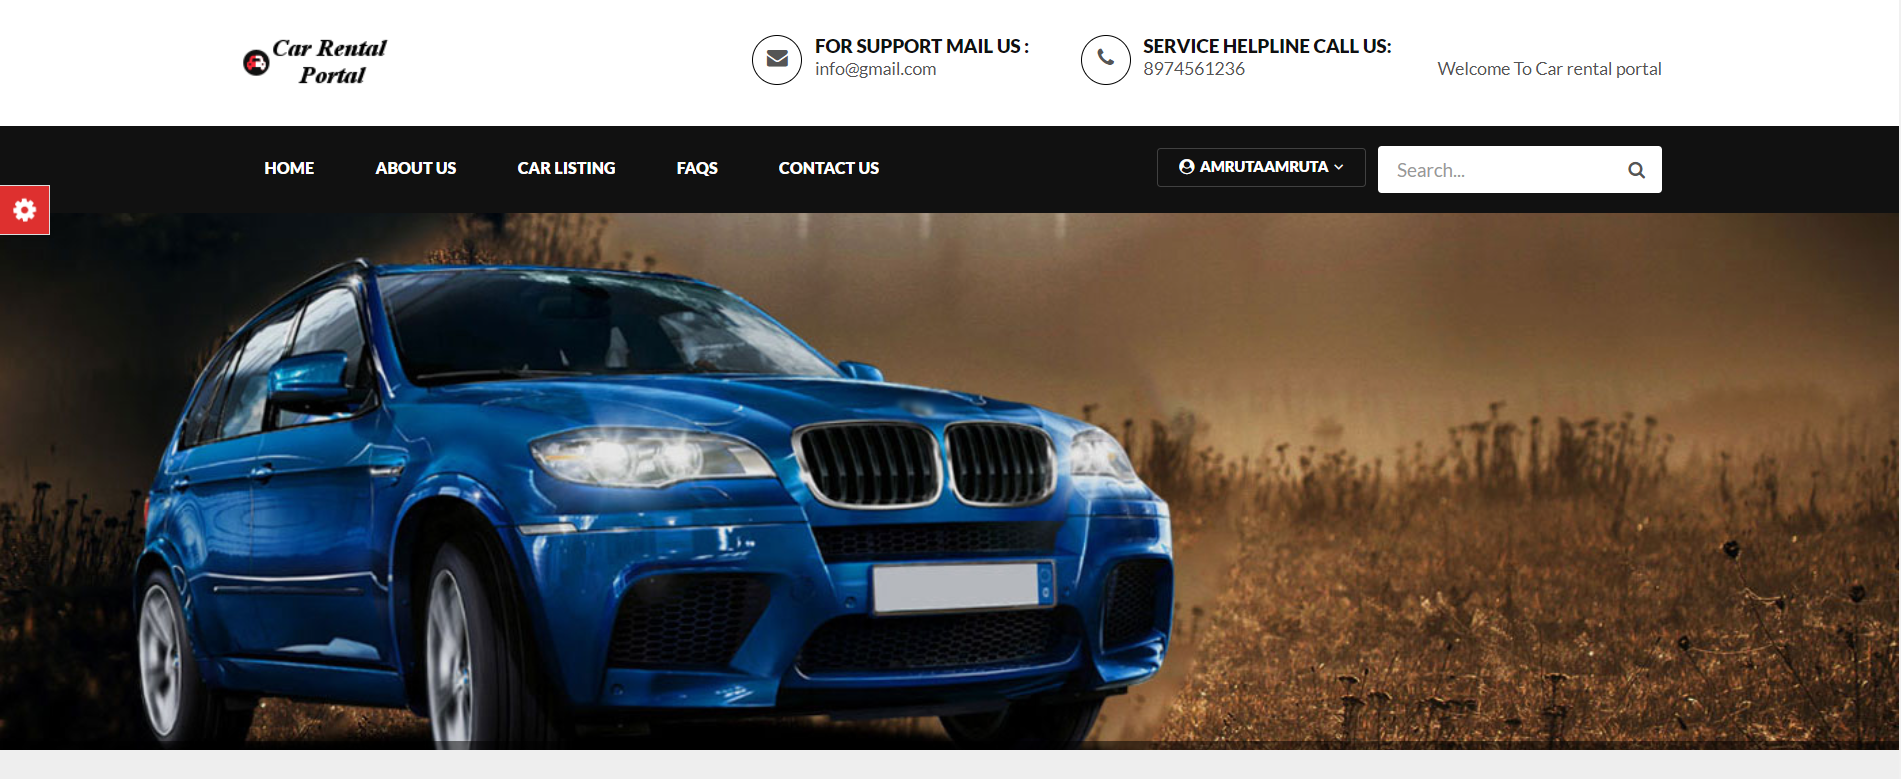 Car Rental
Portal
FOR SUPPORT MAIL US :
info@gmail.com
SERVICE HELPLINE CALL US:
8974561236
Welcome To Car rental portal
HOME
ABOUT US
CAR LISTING
FAQS
CONTACT US
AMRUTAAMRUTA
Search...